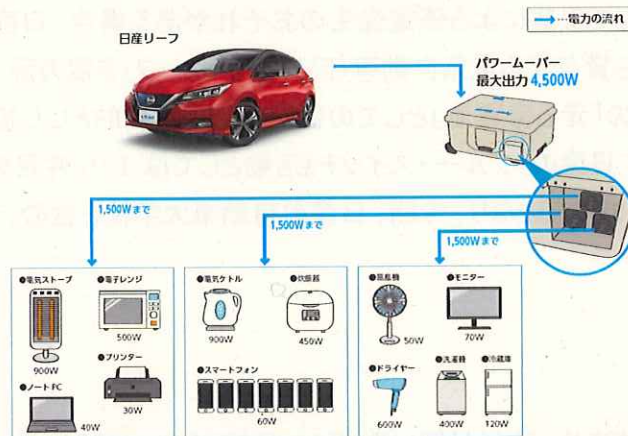 …電力の流れ
日産リーフ
パワームーバー
最大出力 4,500W
1,500Wまで
1,500Wまで
1,500Wまで
●電気ストーブ
900W
●電子レンジ
500W
●プリンター
30W
●ノートPC
40W
●電気ケトル
900W
●炊飯器
450W
●スマートフォン
60W
●扇風機
50W
●モニター
70W
●ドライヤー
600W
●洗濯機
400W
●冷蔵庫
120W